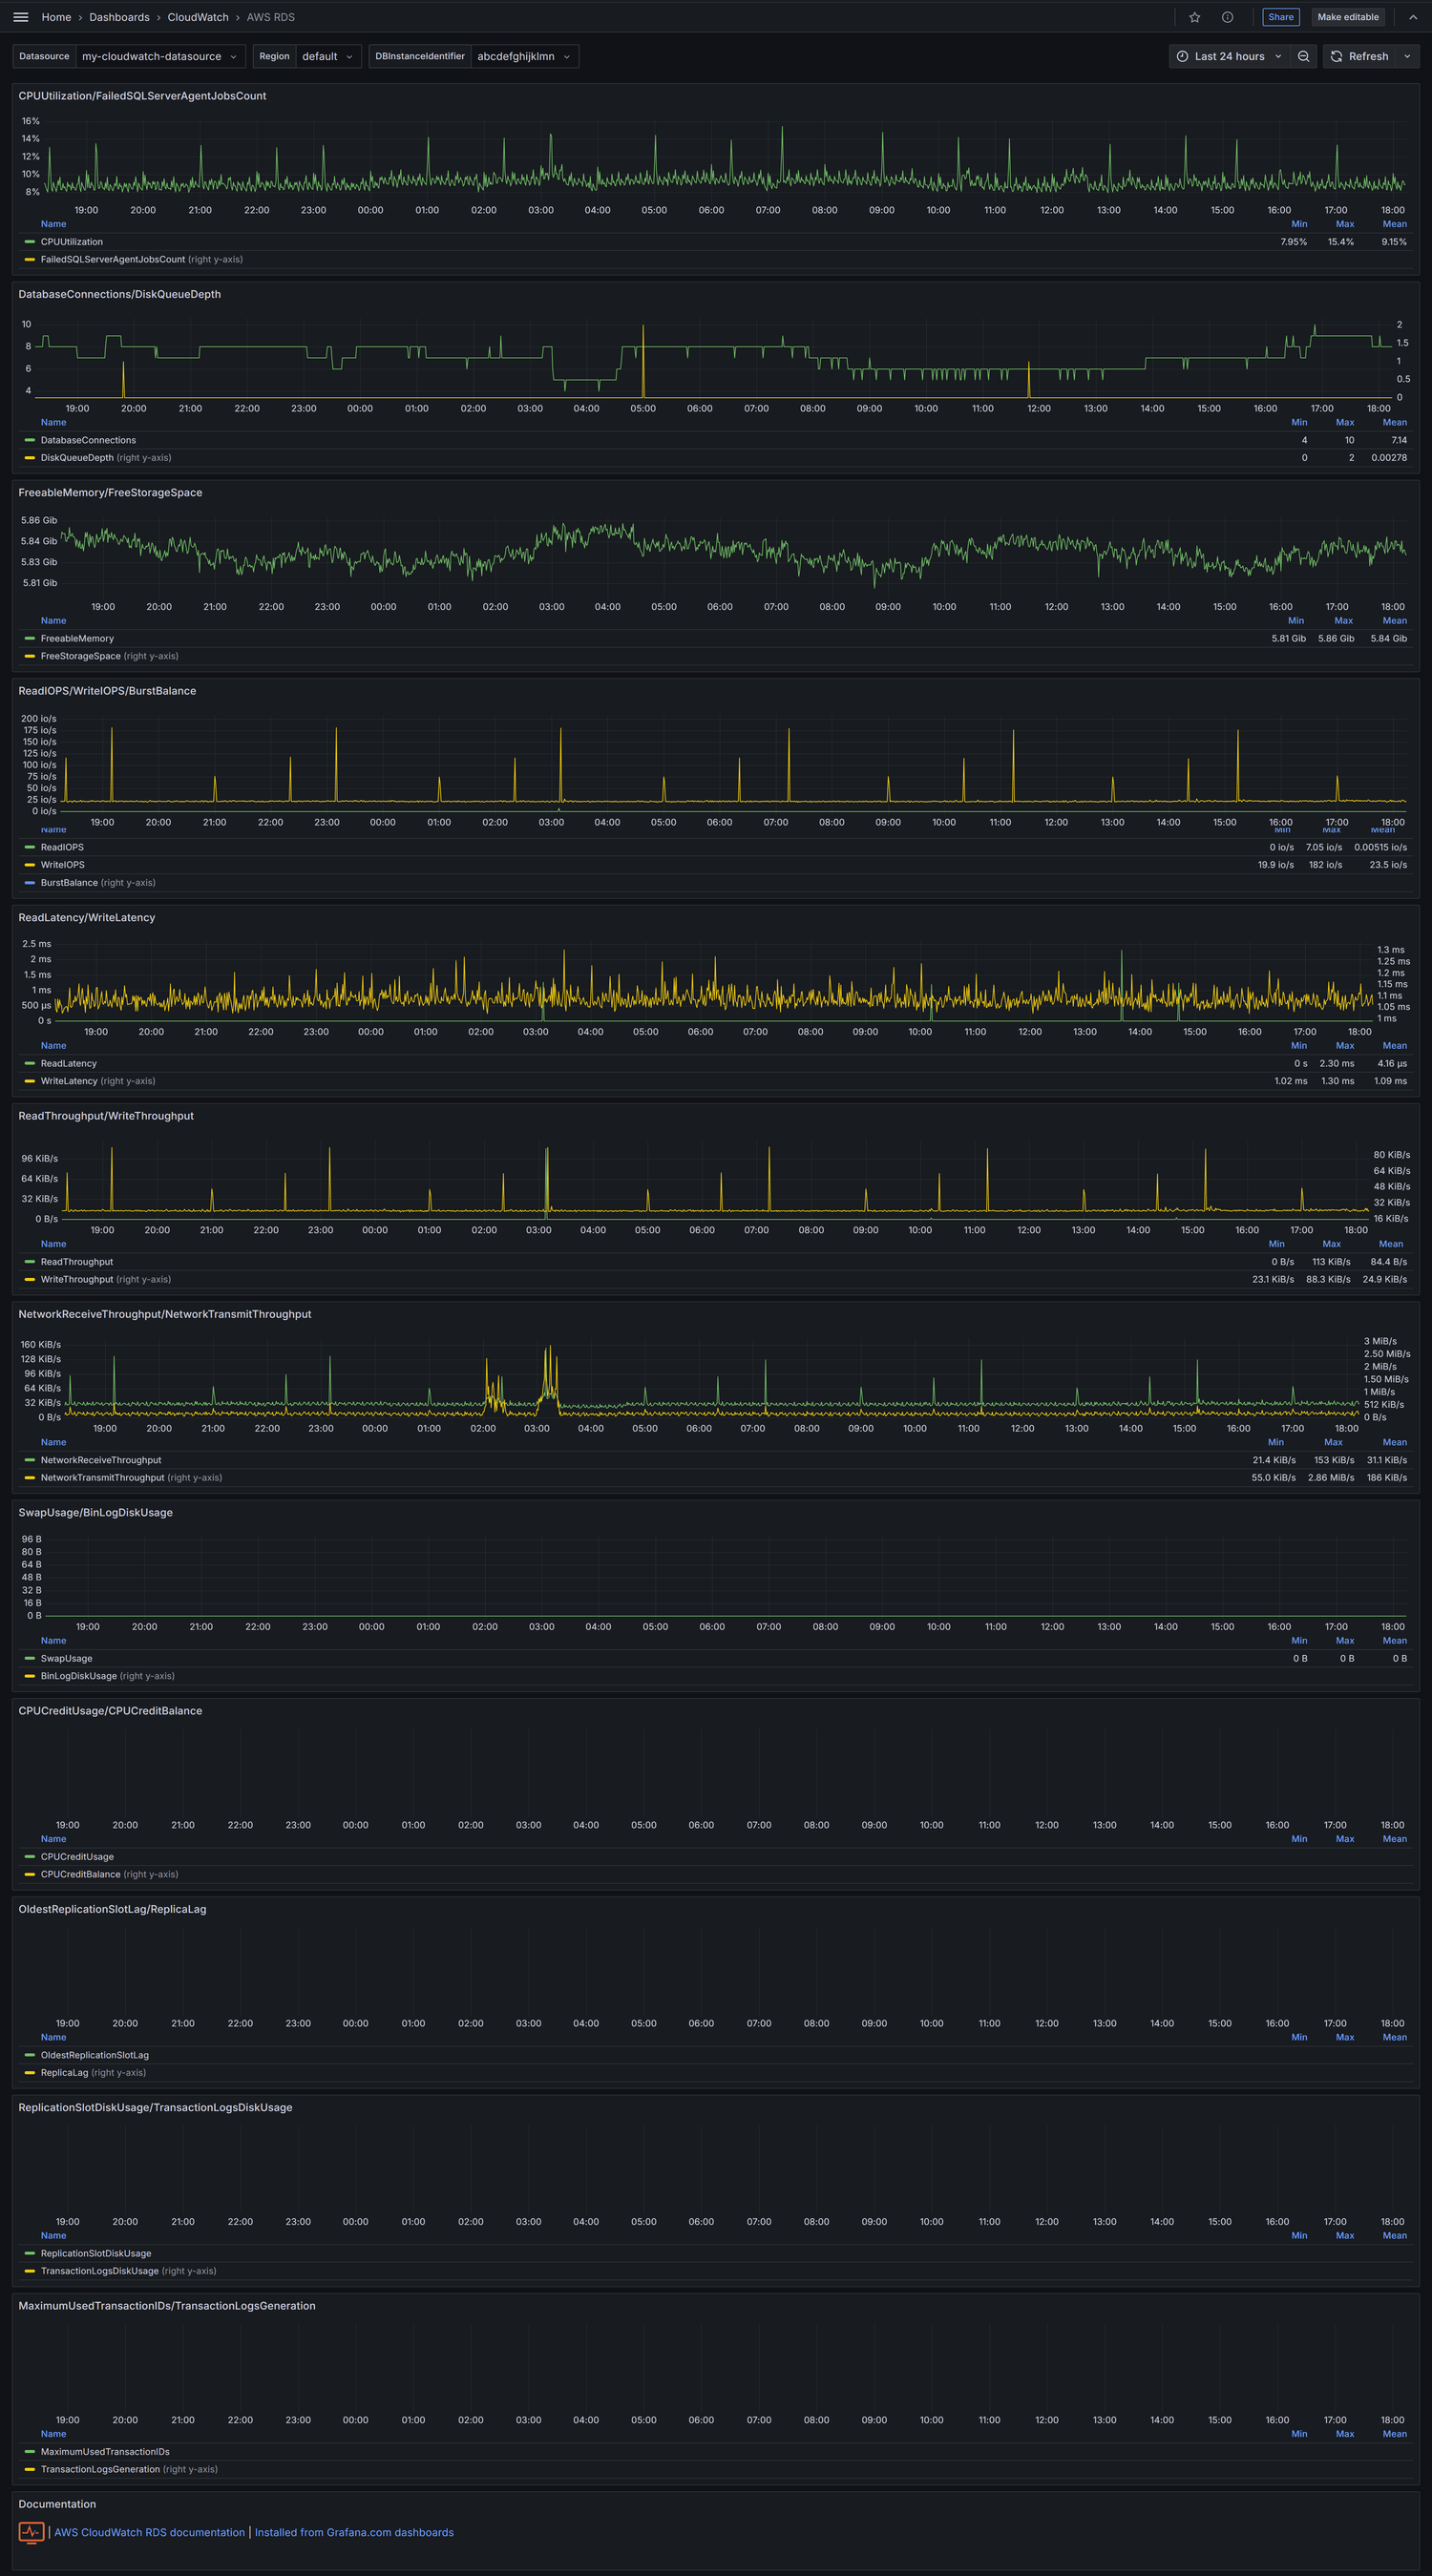 Home › Dashboards › CloudWatch › AWS RDS Share Make editable
Datasource my-cloudwatch-datasource Region default DBInstanceIdentifier abcdefghijklmn Last 24 hours Refresh
CPUUtilization/FailedSQLServerAgentJobsCount
16%
14%
12%
10%
8%
19:00 20:00 21:00 22:00 23:00 00:00 01:00 02:00 03:00 04:00 05:00 06:00 07:00 08:00 09:00 10:00 11:00 12:00 13:00 14:00 15:00 16:00 17:00 18:00
Name Min Max Mean
CPUUtilization 7.95% 15.4% 9.15%
FailedSQLServerAgentJobsCount (right y-axis)
DatabaseConnections/DiskQueueDepth
10 2
8 1.5
6 1
4 0.5
0
19:00 20:00 21:00 22:00 23:00 00:00 01:00 02:00 03:00 04:00 05:00 06:00 07:00 08:00 09:00 10:00 11:00 12:00 13:00 14:00 15:00 16:00 17:00 18:00
Name Min Max Mean
DatabaseConnections 4 10 7.14
DiskQueueDepth (right y-axis) 0 2 0.00278
FreeableMemory/FreeStorageSpace
5.86 Gib
5.84 Gib
5.83 Gib
5.81 Gib
19:00 20:00 21:00 22:00 23:00 00:00 01:00 02:00 03:00 04:00 05:00 06:00 07:00 08:00 09:00 10:00 11:00 12:00 13:00 14:00 15:00 16:00 17:00 18:00
Name Min Max Mean
FreeableMemory 5.81 Gib 5.86 Gib 5.84 Gib
FreeStorageSpace (right y-axis)
ReadIOPS/WriteIOPS/BurstBalance
200 io/s
175 io/s
150 io/s
125 io/s
100 io/s
75 io/s
50 io/s
25 io/s
0 io/s
19:00 20:00 21:00 22:00 23:00 00:00 01:00 02:00 03:00 04:00 05:00 06:00 07:00 08:00 09:00 10:00 11:00 12:00 13:00 14:00 15:00 16:00 17:00 18:00
Name Min Max Mean
ReadIOPS 0 io/s 7.05 io/s 0.00515 io/s
WriteIOPS 19.9 io/s 182 io/s 23.5 io/s
BurstBalance (right y-axis)
ReadLatency/WriteLatency
2.5 ms 1.3 ms
2 ms 1.25 ms
1.5 ms 1.2 ms
1 ms 1.15 ms
500 µs 1.1 ms
0 s 1.05 ms
1 ms
19:00 20:00 21:00 22:00 23:00 00:00 01:00 02:00 03:00 04:00 05:00 06:00 07:00 08:00 09:00 10:00 11:00 12:00 13:00 14:00 15:00 16:00 17:00 18:00
Name Min Max Mean
ReadLatency 0 s 2.30 ms 4.16 µs
WriteLatency (right y-axis) 1.02 ms 1.30 ms 1.09 ms
ReadThroughput/WriteThroughput
96 KiB/s 80 KiB/s
64 KiB/s 64 KiB/s
32 KiB/s 48 KiB/s
0 B/s 32 KiB/s
16 KiB/s
19:00 20:00 21:00 22:00 23:00 00:00 01:00 02:00 03:00 04:00 05:00 06:00 07:00 08:00 09:00 10:00 11:00 12:00 13:00 14:00 15:00 16:00 17:00 18:00
Name Min Max Mean
ReadThroughput 0 B/s 113 KiB/s 84.4 B/s
WriteThroughput (right y-axis) 23.1 KiB/s 88.3 KiB/s 24.9 KiB/s
NetworkReceiveThroughput/NetworkTransmitThroughput
160 KiB/s 3 MiB/s
128 KiB/s 2.50 MiB/s
96 KiB/s 2 MiB/s
64 KiB/s 1.50 MiB/s
32 KiB/s 1 MiB/s
0 B/s 512 KiB/s
0 B/s
19:00 20:00 21:00 22:00 23:00 00:00 01:00 02:00 03:00 04:00 05:00 06:00 07:00 08:00 09:00 10:00 11:00 12:00 13:00 14:00 15:00 16:00 17:00 18:00
Name Min Max Mean
NetworkReceiveThroughput 21.4 KiB/s 153 KiB/s 31.1 KiB/s
NetworkTransmitThroughput (right y-axis) 55.0 KiB/s 2.86 MiB/s 186 KiB/s
SwapUsage/BinLogDiskUsage
96 B
80 B
64 B
48 B
32 B
16 B
0 B
19:00 20:00 21:00 22:00 23:00 00:00 01:00 02:00 03:00 04:00 05:00 06:00 07:00 08:00 09:00 10:00 11:00 12:00 13:00 14:00 15:00 16:00 17:00 18:00
Name Min Max Mean
SwapUsage 0 B 0 B 0 B
BinLogDiskUsage (right y-axis)
CPUCreditUsage/CPUCreditBalance
19:00 20:00 21:00 22:00 23:00 00:00 01:00 02:00 03:00 04:00 05:00 06:00 07:00 08:00 09:00 10:00 11:00 12:00 13:00 14:00 15:00 16:00 17:00 18:00
Name Min Max Mean
CPUCreditUsage
CPUCreditBalance (right y-axis)
OldestReplicationSlotLag/ReplicaLag
19:00 20:00 21:00 22:00 23:00 00:00 01:00 02:00 03:00 04:00 05:00 06:00 07:00 08:00 09:00 10:00 11:00 12:00 13:00 14:00 15:00 16:00 17:00 18:00
Name Min Max Mean
OldestReplicationSlotLag
ReplicaLag (right y-axis)
ReplicationSlotDiskUsage/TransactionLogsDiskUsage
19:00 20:00 21:00 22:00 23:00 00:00 01:00 02:00 03:00 04:00 05:00 06:00 07:00 08:00 09:00 10:00 11:00 12:00 13:00 14:00 15:00 16:00 17:00 18:00
Name Min Max Mean
ReplicationSlotDiskUsage
TransactionLogsDiskUsage (right y-axis)
MaximumUsedTransactionIDs/TransactionLogsGeneration
19:00 20:00 21:00 22:00 23:00 00:00 01:00 02:00 03:00 04:00 05:00 06:00 07:00 08:00 09:00 10:00 11:00 12:00 13:00 14:00 15:00 16:00 17:00 18:00
Name Min Max Mean
MaximumUsedTransactionIDs
TransactionLogsGeneration (right y-axis)
Documentation
| AWS CloudWatch RDS documentation | Installed from Grafana.com dashboards